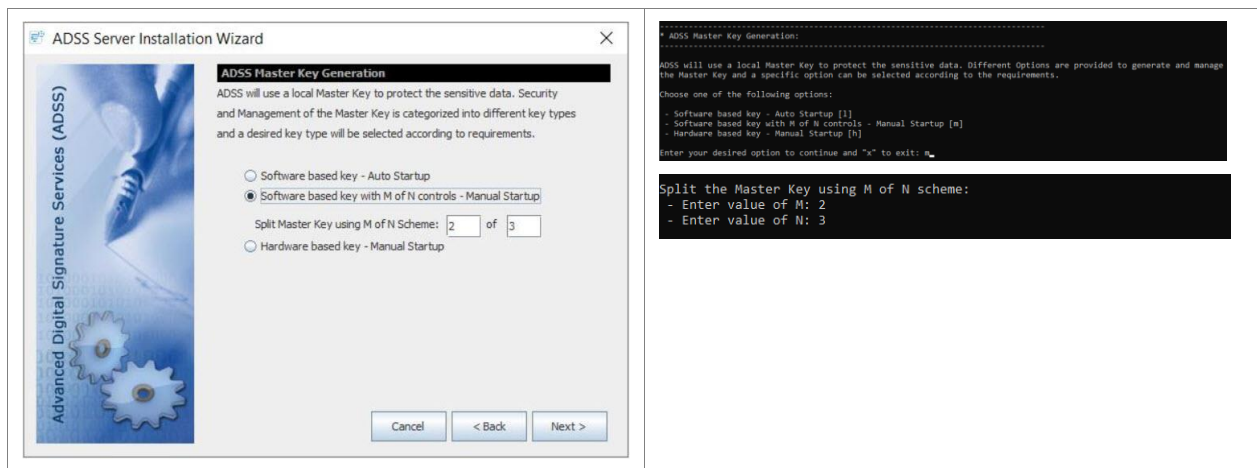 ADSS Server Installation Wizard
Advanced Digital Signature Services (ADSS)
ADSS Master Key Generation
ADSS will use a local Master Key to protect the sensitive data. Security
and Management of the Master Key is categorized into different key types
and a desired key type will be selected according to requirements.
Software based key - Auto Startup
Software based key with M of N controls - Manual Startup
Split Master Key using M of N Scheme: 2 of 3
Hardware based key - Manual Startup
Cancel < Back Next >
--------------------------------------------------------------------------------
* ADSS Master Key Generation:
--------------------------------------------------------------------------------
ADSS will use a local Master Key to protect the sensitive data. Different Options are provided to generate and manage
the Master Key and a specific option can be selected according to the requirements.
Choose one of the following options:
- Software based key - Auto Startup [l]
- Software based key with M of N controls - Manual Startup [m]
- Hardware based key - Manual Startup [h]
Enter your desired option to continue and "x" to exit: m
Split the Master Key using M of N scheme:
- Enter value of M: 2
- Enter value of N: 3